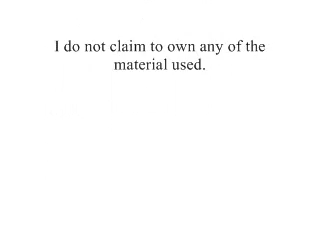 I do not claim to own any of the
material used.